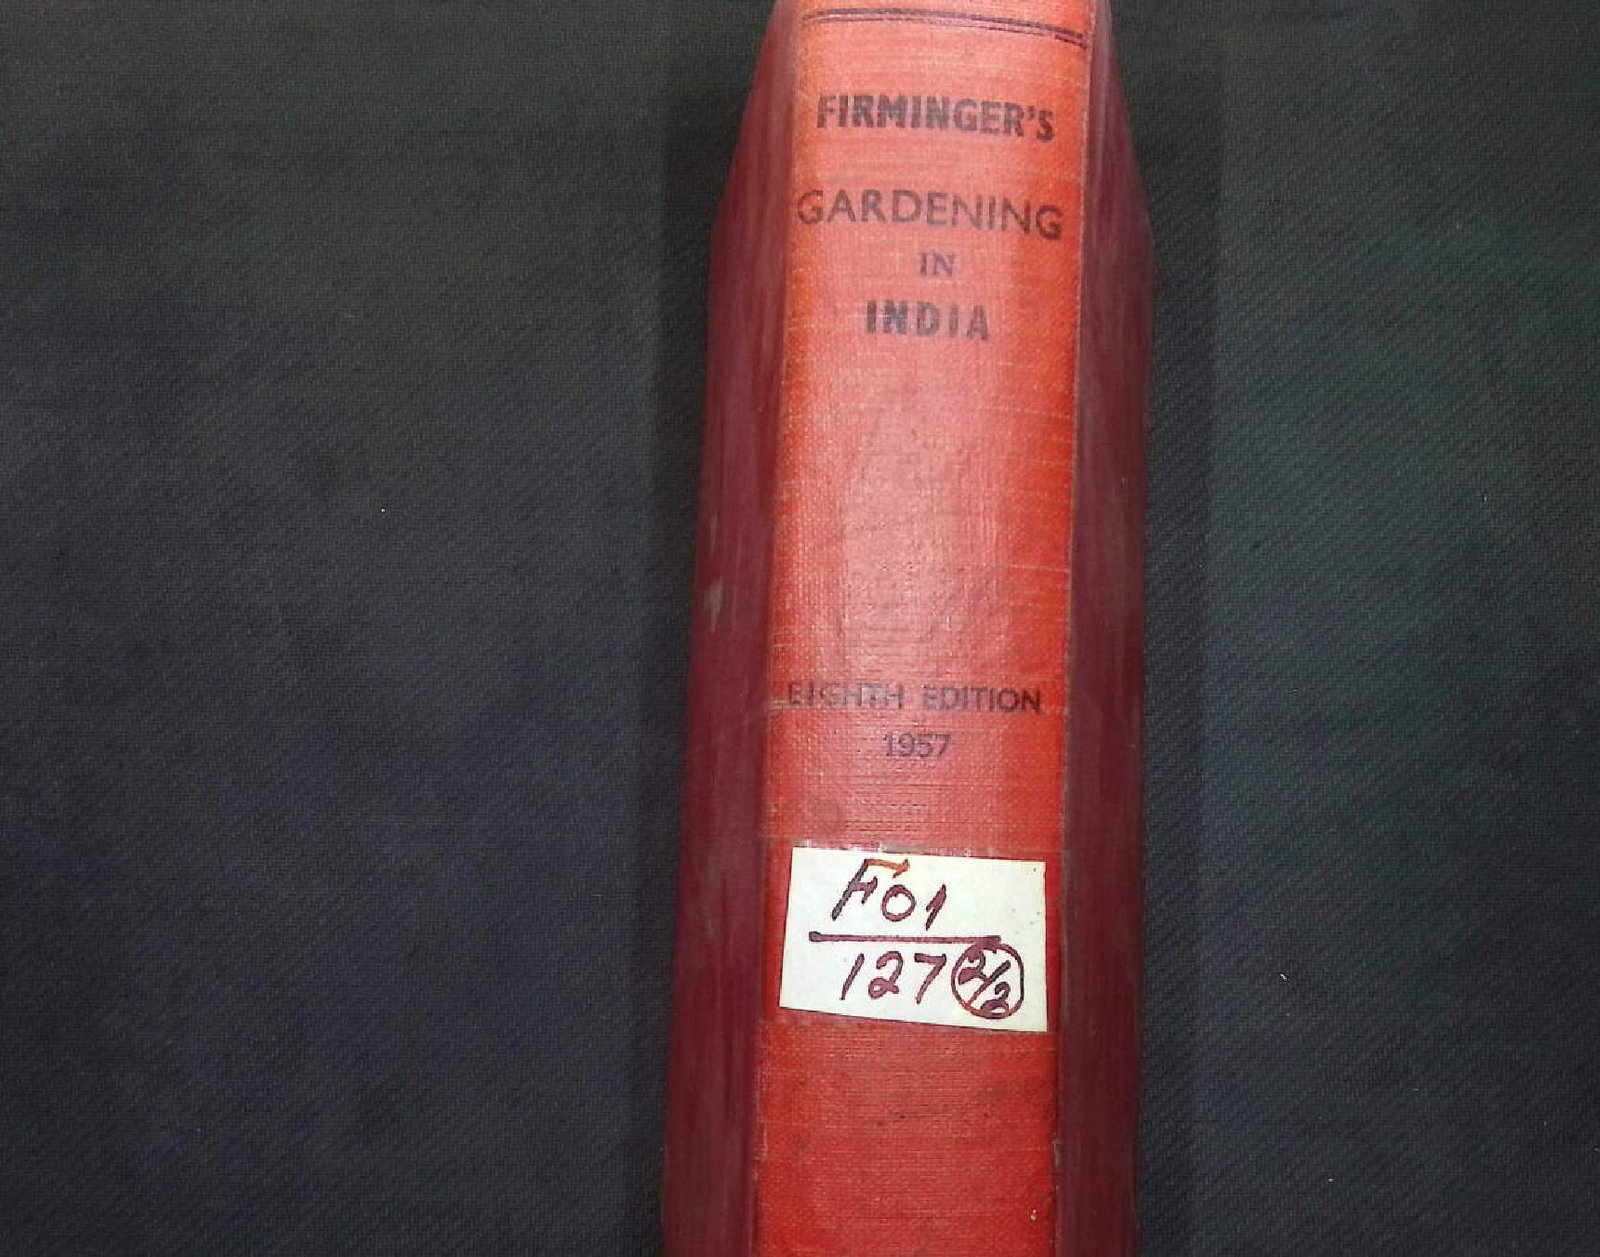 FIRMINGER'S
GARDENING
IN
INDIA
EIGHTH EDITION
1957
F01
127 2/2